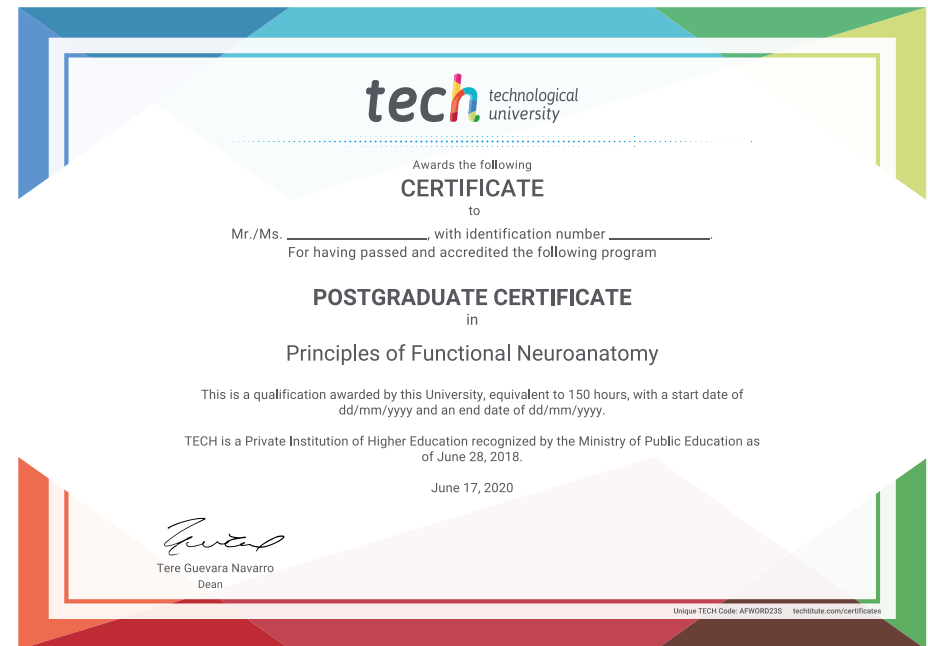 tech technological
university
Awards the following
CERTIFICATE
to
Mr./Ms. ____________________, with identification number ______________.
For having passed and accredited the following program
POSTGRADUATE CERTIFICATE
in
Principles of Functional Neuroanatomy
This is a qualification awarded by this University, equivalent to 150 hours, with a start date of
dd/mm/yyyy and an end date of dd/mm/yyyy.
TECH is a Private Institution of Higher Education recognized by the Ministry of Public Education as
of June 28, 2018.
June 17, 2020
Tere Guevara Navarro
Dean
Unique TECH Code: AFWORD23S techtitute.com/certificates